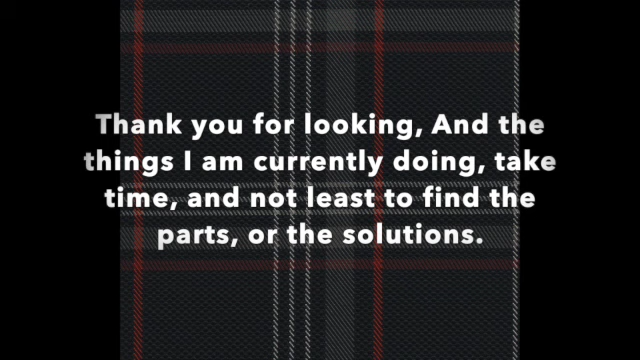 Thank you for looking, And the
things I am currently doing, take
time, and not least to find the
parts, or the solutions.